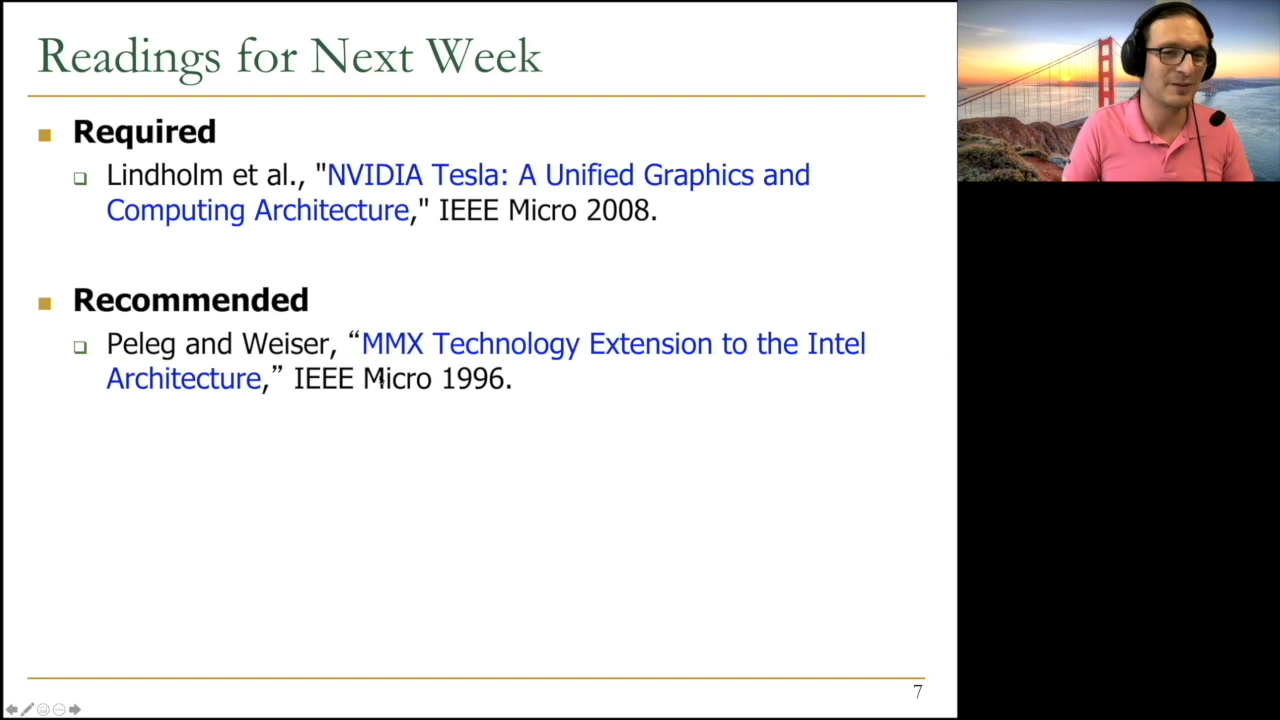 Readings for Next Week
Required
Lindholm et al., "NVIDIA Tesla: A Unified Graphics and
Computing Architecture," IEEE Micro 2008.
Recommended
Peleg and Weiser, “MMX Technology Extension to the Intel
Architecture,” IEEE Micro 1996.
7